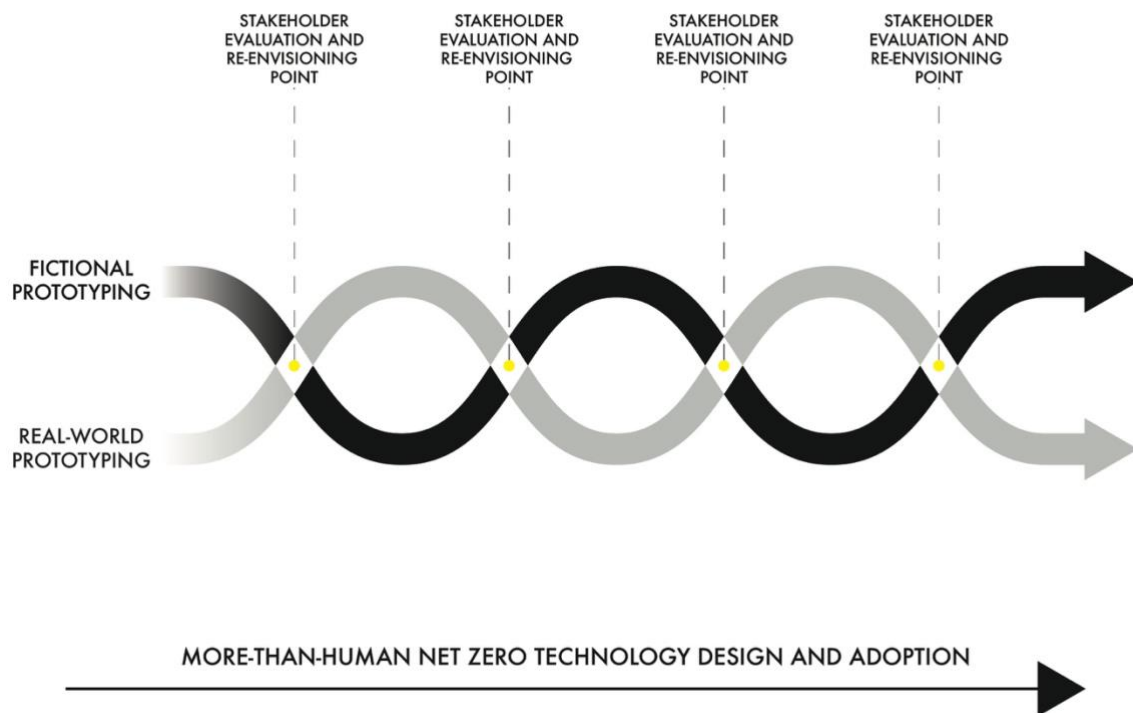 STAKEHOLDER
EVALUATION AND
RE-ENVISIONING
POINT
STAKEHOLDER
EVALUATION AND
RE-ENVISIONING
POINT
STAKEHOLDER
EVALUATION AND
RE-ENVISIONING
POINT
STAKEHOLDER
EVALUATION AND
RE-ENVISIONING
POINT
FICTIONAL
PROTOTYPING
REAL-WORLD
PROTOTYPING
MORE-THAN-HUMAN NET ZERO TECHNOLOGY DESIGN AND ADOPTION